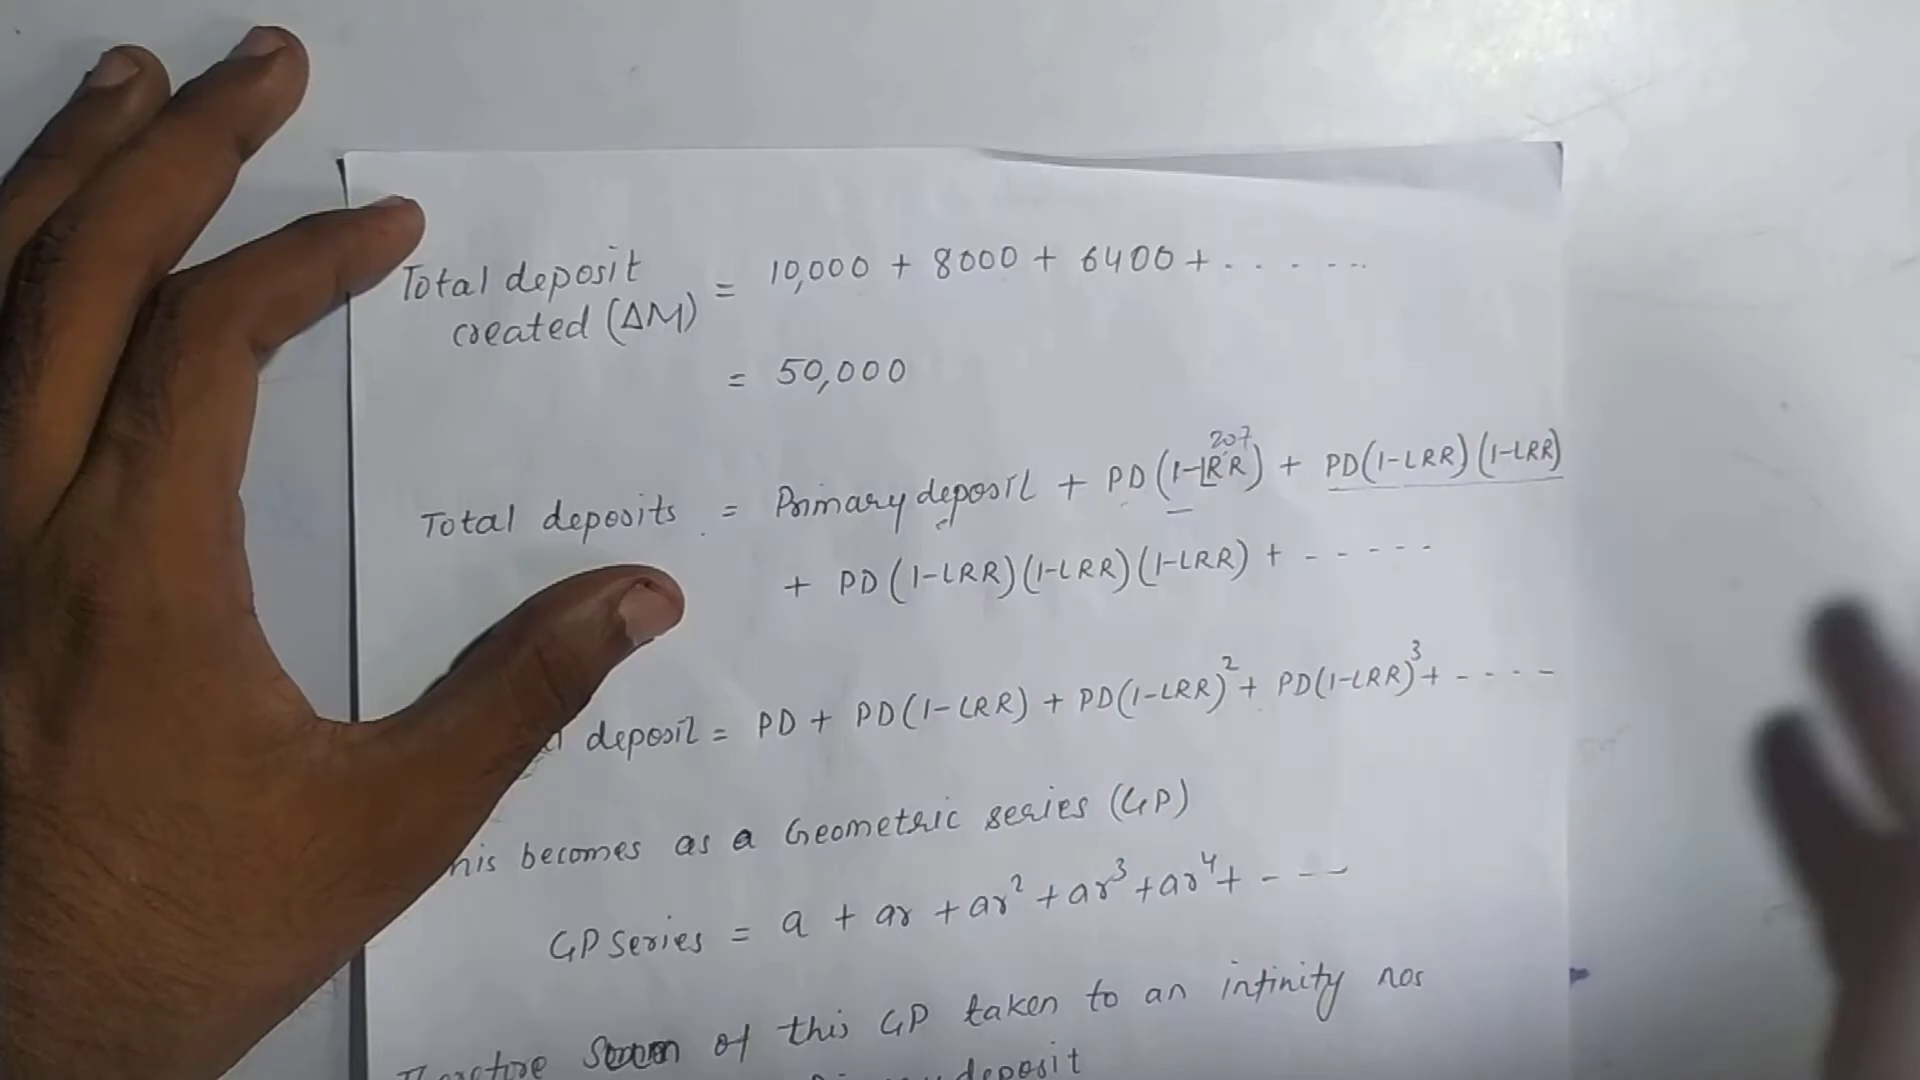 Total deposit
created (ΔM) = 10,000 + 8000 + 6400 + ......
= 50,000
Total deposits = Primary deposit + PD(1-LRR) + PD(1-LRR)(1-LRR)
+ PD(1-LRR)(1-LRR)(1-LRR) + -----
deposit = PD + PD(1-LRR) + PD(1-LRR)² + PD(1-LRR)³ + ----
his becomes as a Geometric series (GP)
GP Series = a + ar + ar² + ar³ + ar⁴ + ---
Therefore Sum of this GP taken to an infinity nos
deposit